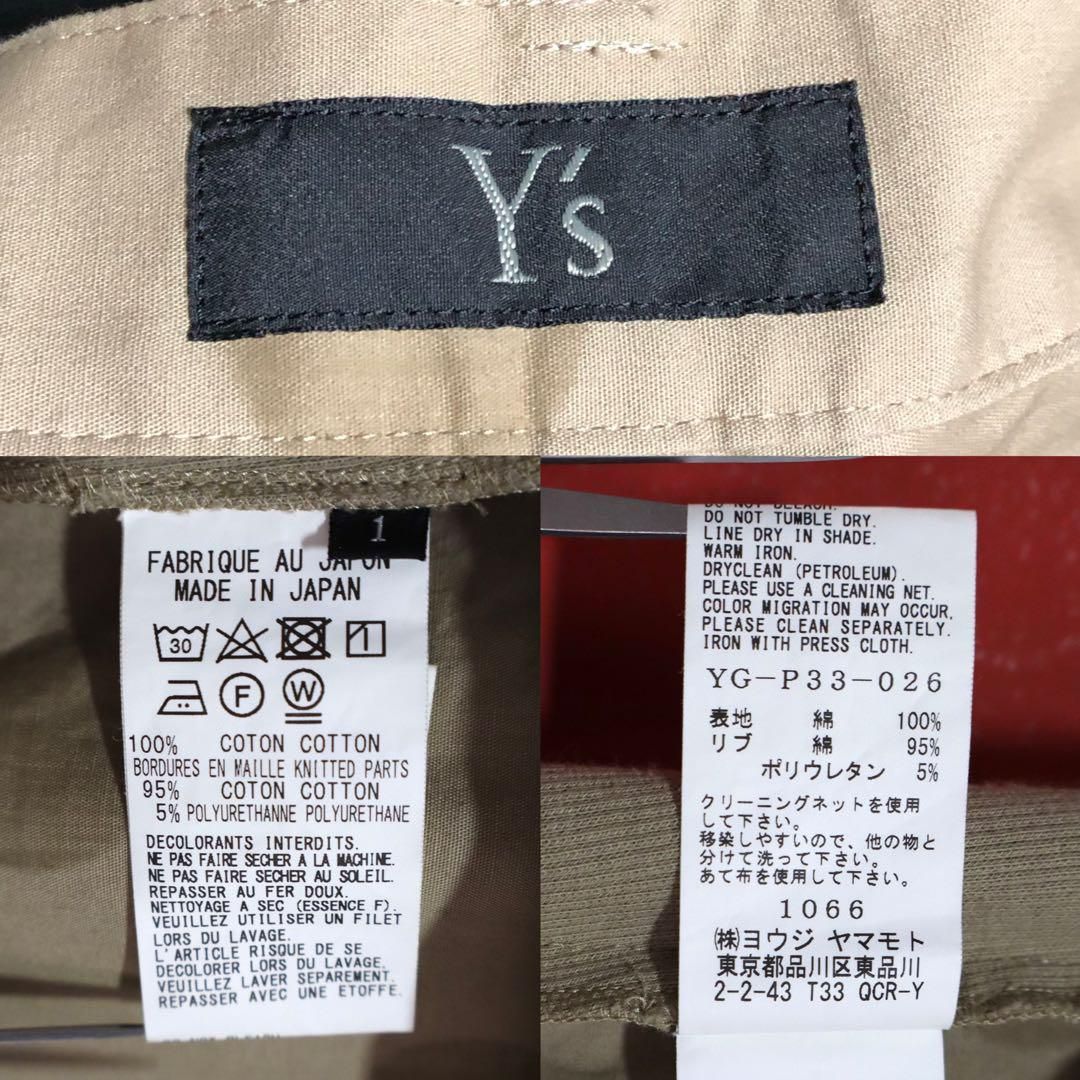 Y's
1
FABRIQUE AU JAPON
MADE IN JAPAN
30
F W
100% COTON COTTON
BORDURES EN MAILLE KNITTED PARTS
95% COTON COTTON
5% POLYURETHANNE POLYURETHANE
DECOLORANTS INTERDITS.
NE PAS FAIRE SECHER A LA MACHINE.
NE PAS FAIRE SECHER AU SOLEIL.
REPASSER AU FER DOUX.
NETTOYAGE A SEC (ESSENCE F).
VEUILLEZ UTILISER UN FILET
LORS DU LAVAGE.
L'ARTICLE RISQUE DE SE
DECOLORER LORS DU LAVAGE,
VEUILLEZ LAVER SEPAREMENT.
REPASSER AVEC UNE ETOFFE.
DO NOT BLEACH.
DO NOT TUMBLE DRY.
LINE DRY IN SHADE.
WARM IRON.
DRYCLEAN (PETROLEUM).
PLEASE USE A CLEANING NET.
COLOR MIGRATION MAY OCCUR,
PLEASE CLEAN SEPARATELY.
IRON WITH PRESS CLOTH.
YG-P33-026
表地 綿 100%
リブ 綿 95%
ポリウレタン 5%
クリーニングネットを使用
して下さい。
移染しやすいので、他の物と
分けて洗って下さい。
あて布を使用して下さい。
1066
㈱ヨウジ ヤマモト
東京都品川区東品川
2-2-43 T33 QCR-Y